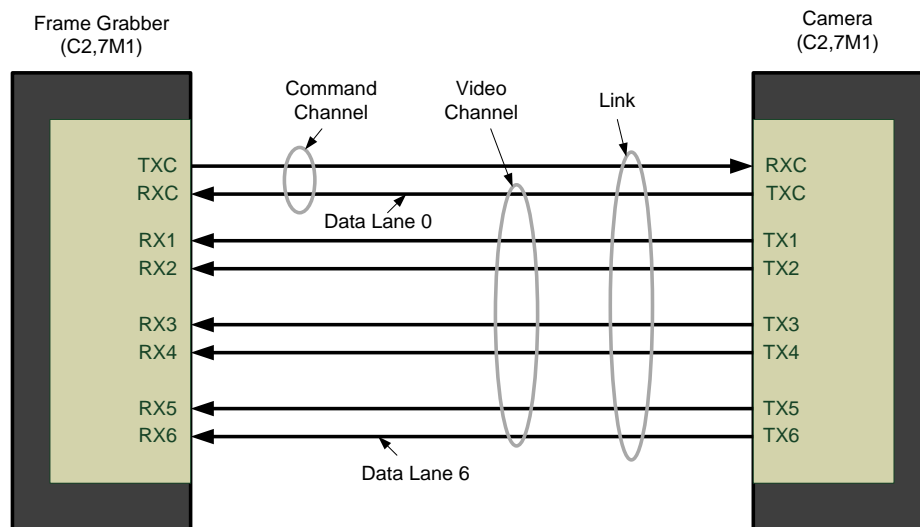 Frame Grabber
(C2,7M1)
Camera
(C2,7M1)
Command
Channel
Video
Channel
Link
TXC
RXC
RXC
TXC
Data Lane 0
RX1
TX1
RX2
TX2
RX3
TX3
RX4
TX4
RX5
TX5
RX6
TX6
Data Lane 6